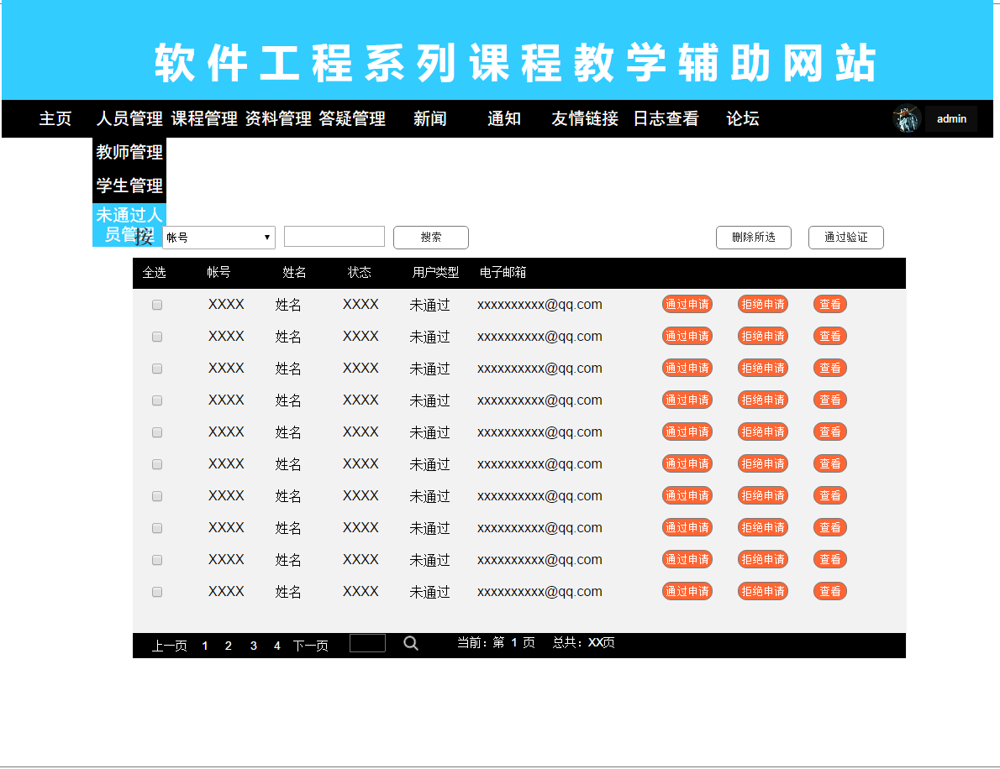 软件工程系列课程教学辅助网站
主页 人员管理 课程管理 资料管理 答疑管理 新闻 通知 友情链接 日志查看 论坛 admin
教师管理
学生管理
未通过人
员管理
按 帐号 搜索 删除所选 通过验证
全选 帐号 姓名 状态 用户类型 电子邮箱
XXXX 姓名 XXXX 未通过 xxxxxxxxxx@qq.com 通过申请 拒绝申请 查看
XXXX 姓名 XXXX 未通过 xxxxxxxxxx@qq.com 通过申请 拒绝申请 查看
XXXX 姓名 XXXX 未通过 xxxxxxxxxx@qq.com 通过申请 拒绝申请 查看
XXXX 姓名 XXXX 未通过 xxxxxxxxxx@qq.com 通过申请 拒绝申请 查看
XXXX 姓名 XXXX 未通过 xxxxxxxxxx@qq.com 通过申请 拒绝申请 查看
XXXX 姓名 XXXX 未通过 xxxxxxxxxx@qq.com 通过申请 拒绝申请 查看
XXXX 姓名 XXXX 未通过 xxxxxxxxxx@qq.com 通过申请 拒绝申请 查看
XXXX 姓名 XXXX 未通过 xxxxxxxxxx@qq.com 通过申请 拒绝申请 查看
XXXX 姓名 XXXX 未通过 xxxxxxxxxx@qq.com 通过申请 拒绝申请 查看
XXXX 姓名 XXXX 未通过 xxxxxxxxxx@qq.com 通过申请 拒绝申请 查看
上一页 1 2 3 4 下一页 当前：第 1 页 总共：XX页